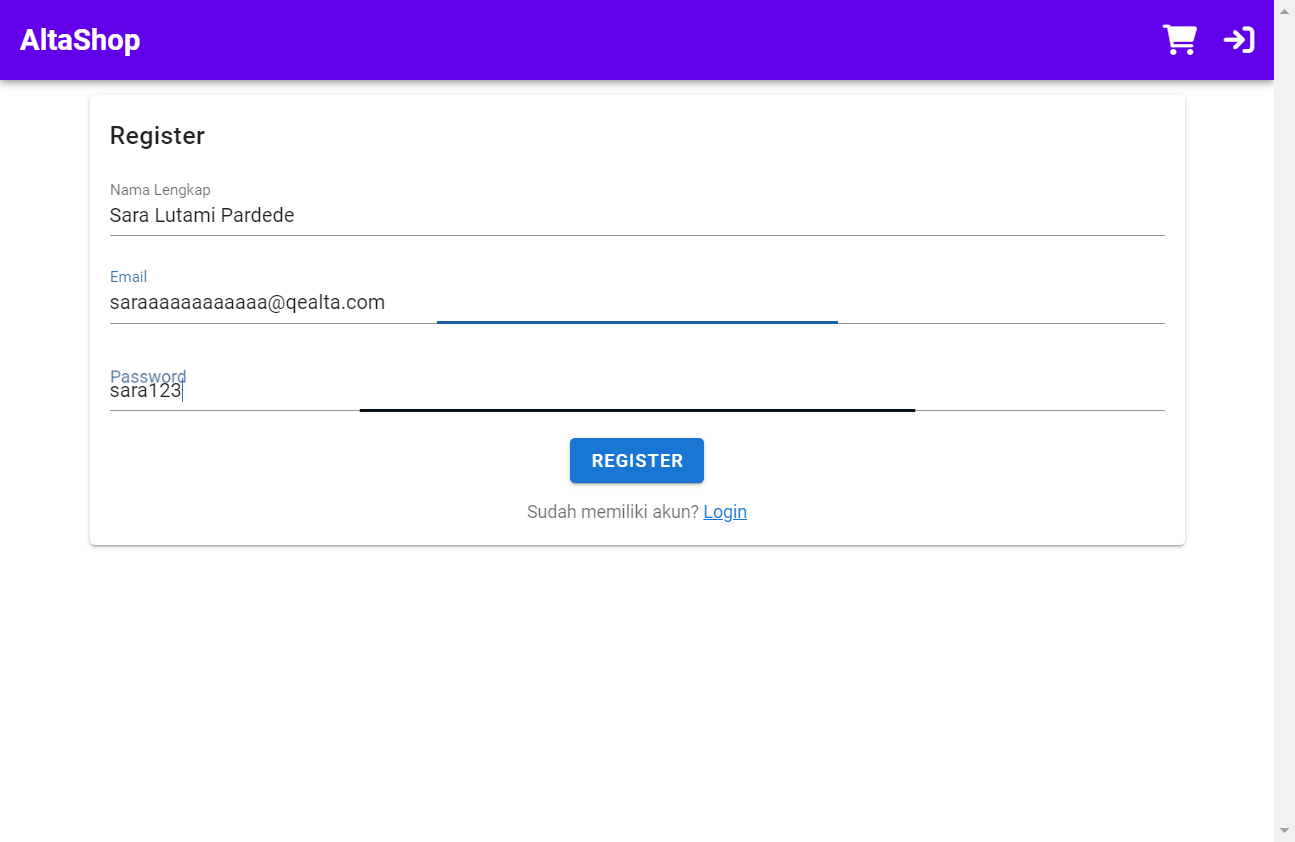 AltaShop
Register
Nama Lengkap
Sara Lutami Pardede
Email
saraaaaaaaaaaaa@qealta.com
Password
sara123
REGISTER
Sudah memiliki akun? Login